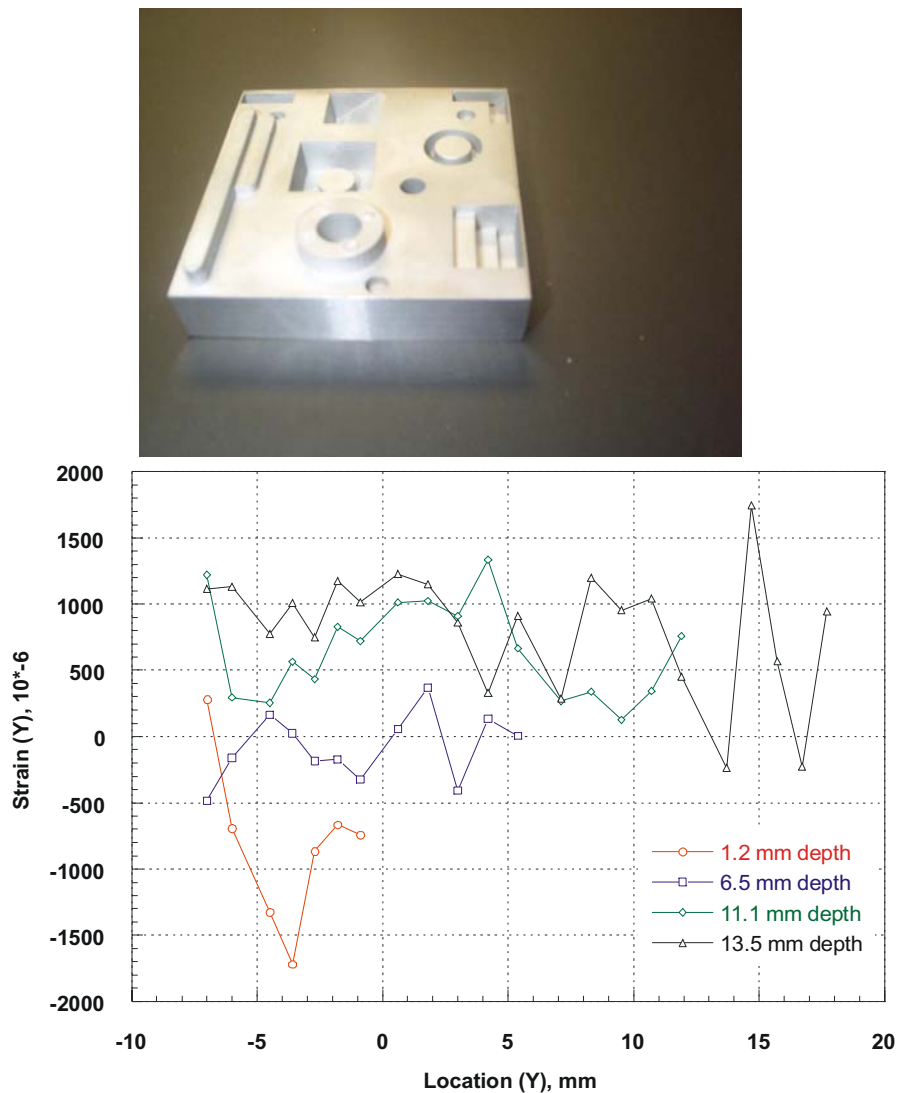 2000
1500
1000
500
0
-500
-1000
-1500
-2000
Strain (Y), 10*-6
1.2 mm depth
6.5 mm depth
11.1 mm depth
13.5 mm depth
-10 -5 0 5 10 15 20
Location (Y), mm